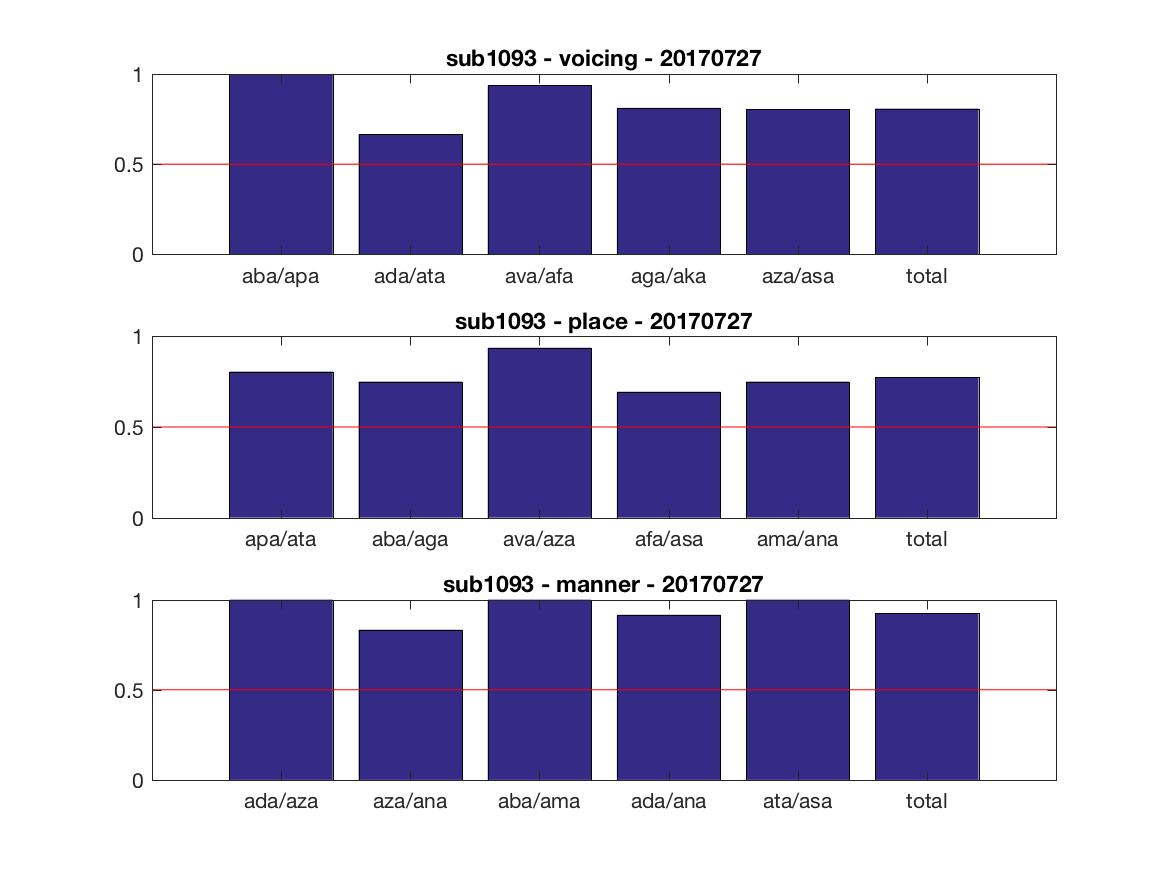 sub1093 - voicing - 20170727
1
0.5
0
aba/apa ada/ata ava/afa aga/aka aza/asa total
sub1093 - place - 20170727
1
0.5
0
apa/ata aba/aga ava/aza afa/asa ama/ana total
sub1093 - manner - 20170727
1
0.5
0
ada/aza aza/ana aba/ama ada/ana ata/asa total